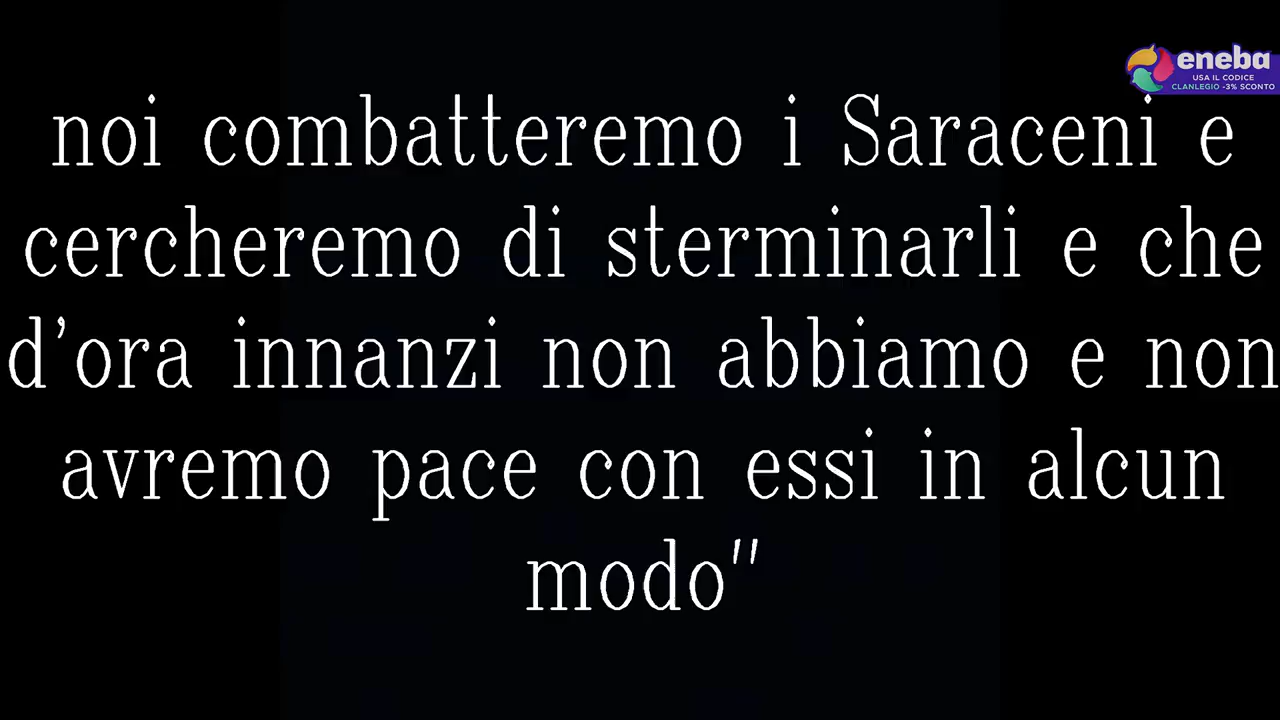 eneba
USA IL CODICE
CLANLEGIO -3% SCONTO
noi combatteremo i Saraceni e
cercheremo di sterminarli e che
d'ora innanzi non abbiamo e non
avremo pace con essi in alcun
modo"